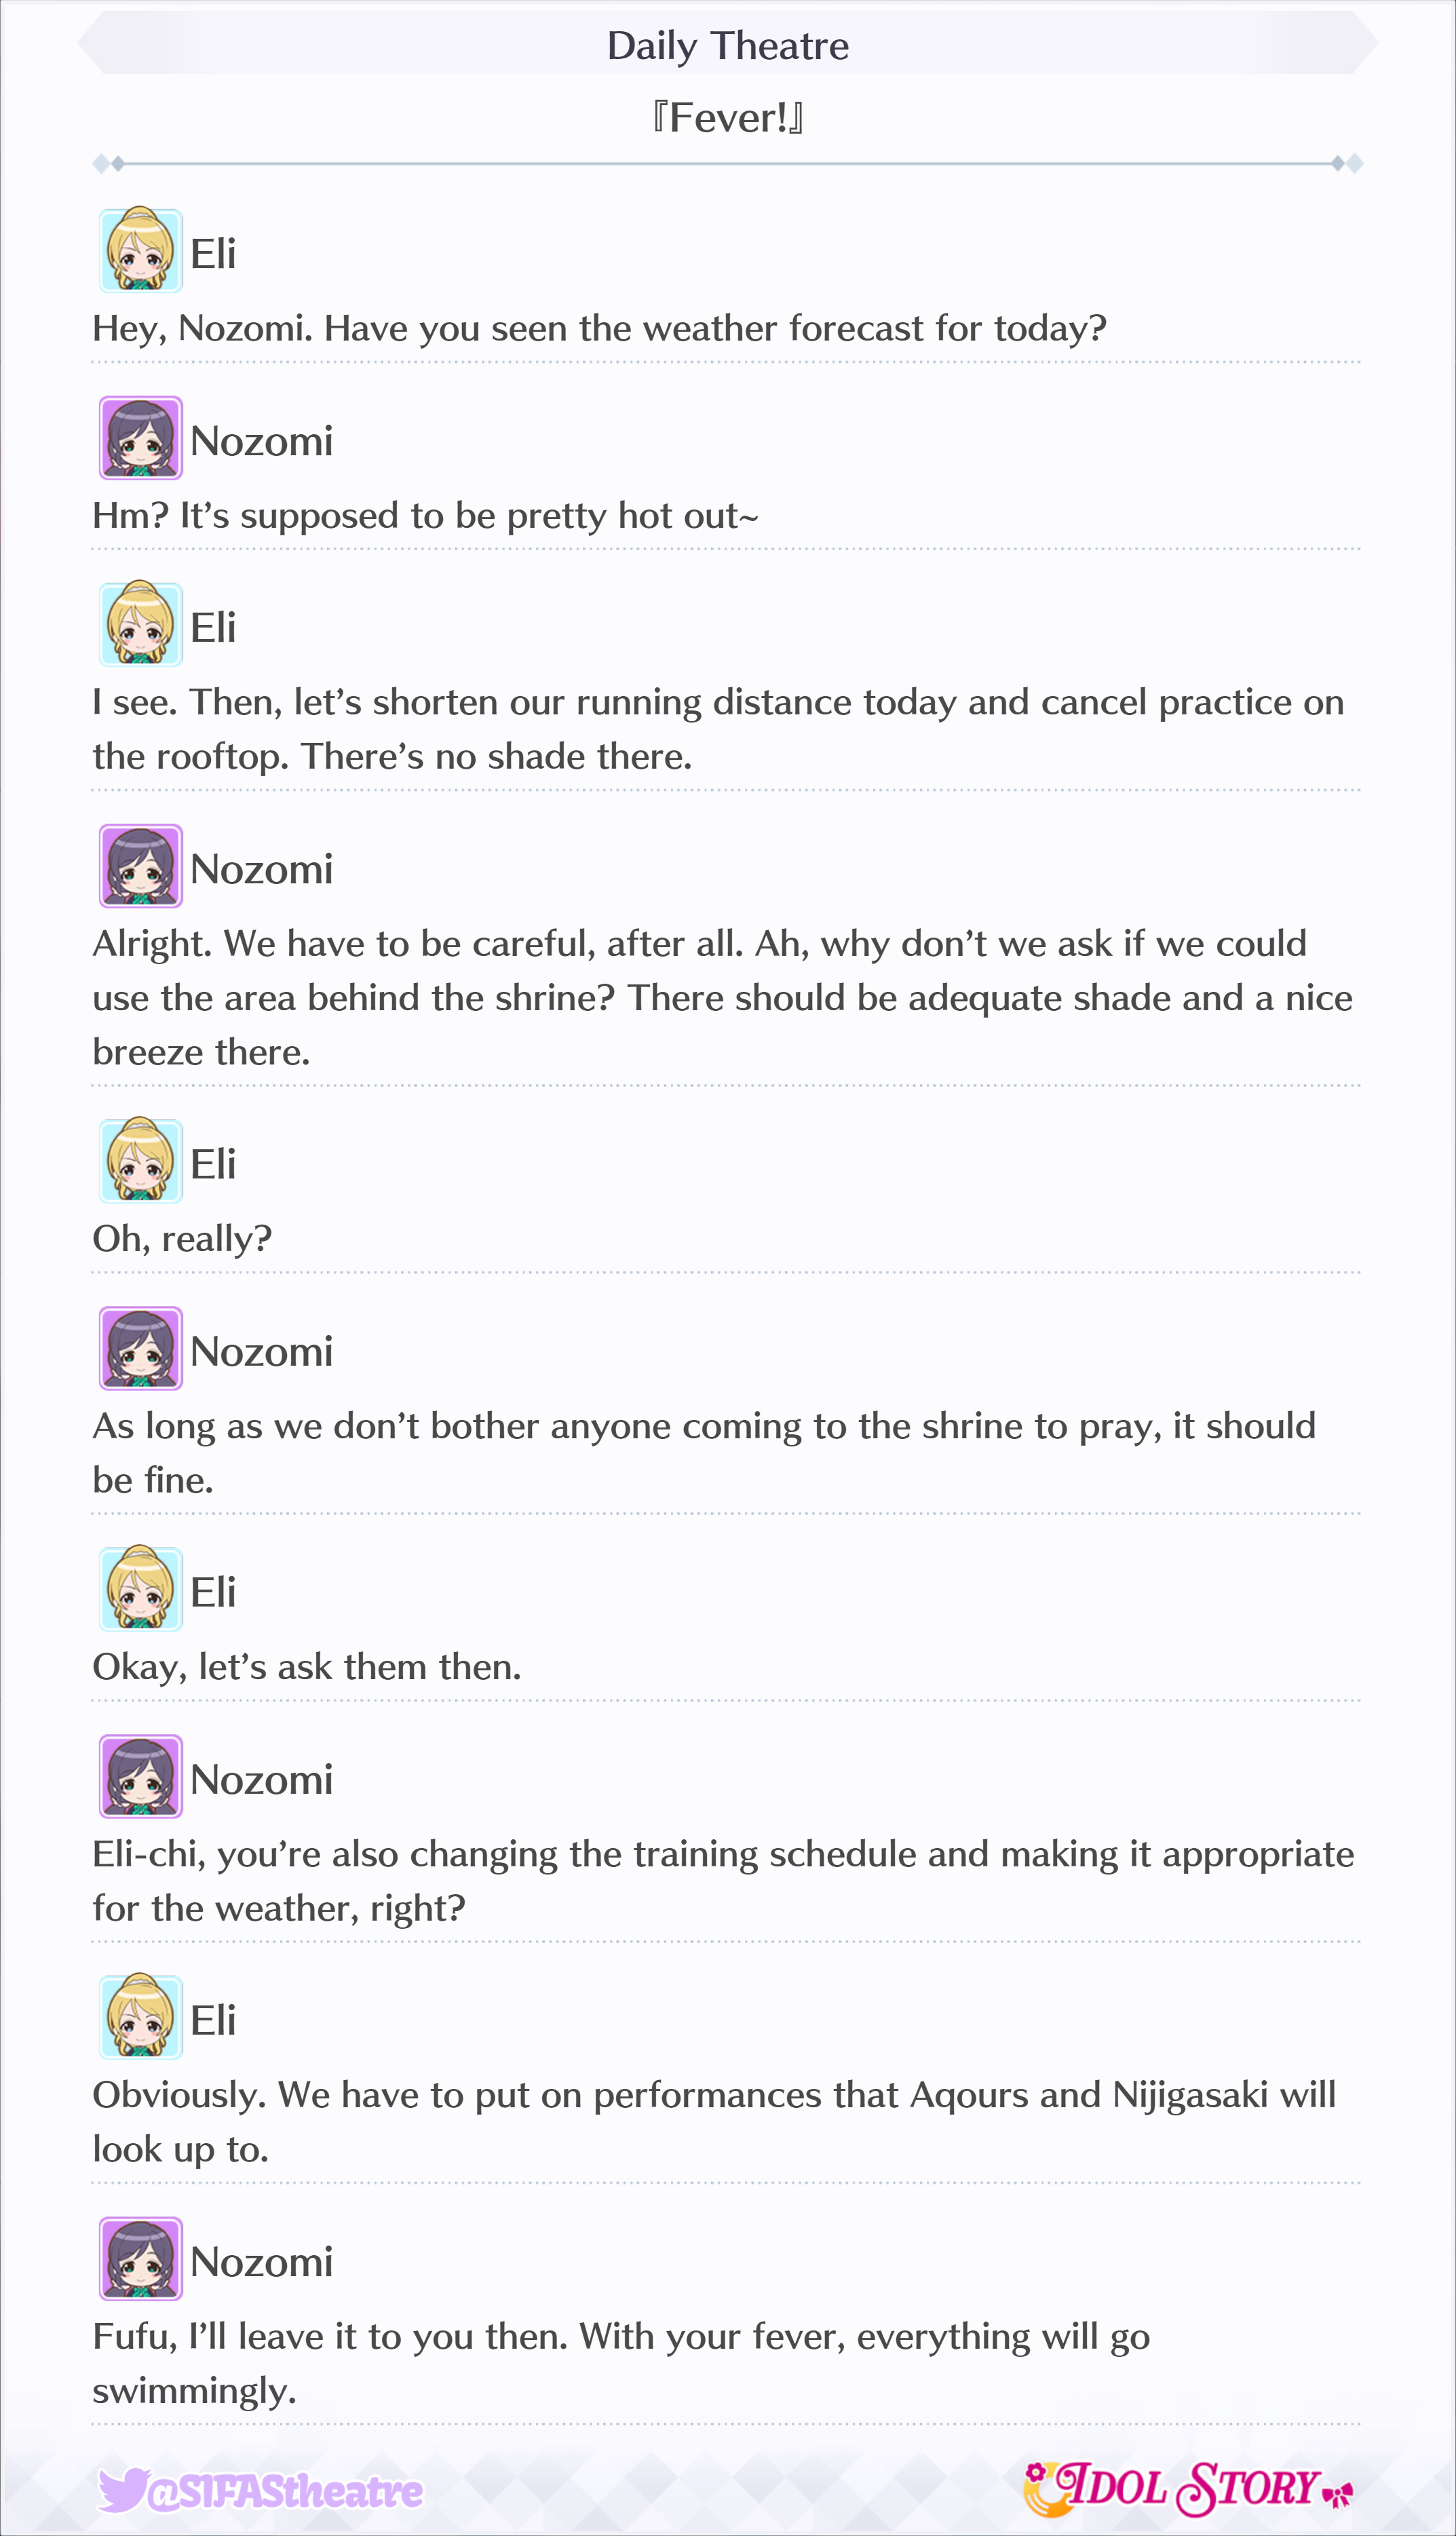 Daily Theatre
『Fever!』
Eli
Hey, Nozomi. Have you seen the weather forecast for today?
Nozomi
Hm? It’s supposed to be pretty hot out~
Eli
I see. Then, let’s shorten our running distance today and cancel practice on
the rooftop. There’s no shade there.
Nozomi
Alright. We have to be careful, after all. Ah, why don’t we ask if we could
use the area behind the shrine? There should be adequate shade and a nice
breeze there.
Eli
Oh, really?
Nozomi
As long as we don’t bother anyone coming to the shrine to pray, it should
be fine.
Eli
Okay, let’s ask them then.
Nozomi
Eli-chi, you’re also changing the training schedule and making it appropriate
for the weather, right?
Eli
Obviously. We have to put on performances that Aqours and Nijigasaki will
look up to.
Nozomi
Fufu, I’ll leave it to you then. With your fever, everything will go
swimmingly.
@SIFAStheatre
IDOL STORY